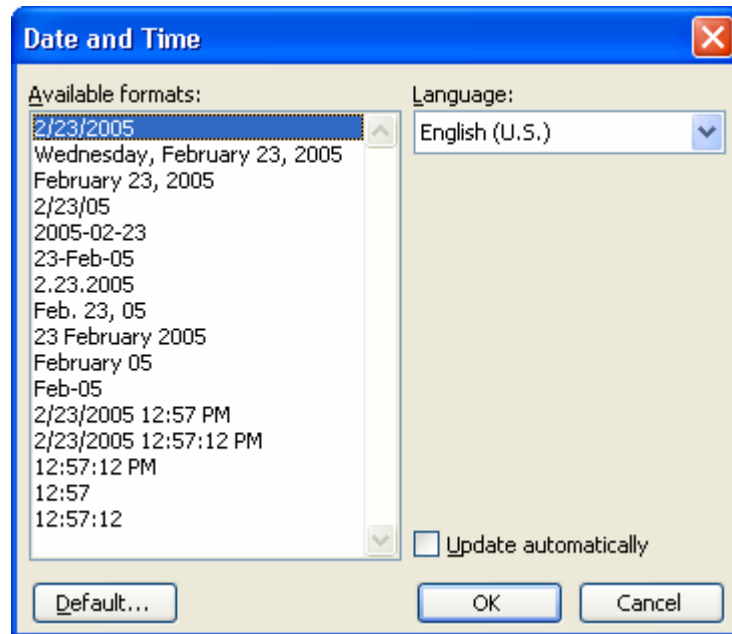 Date and Time
Available formats:
Language:
2/23/2005
English (U.S.)
Wednesday, February 23, 2005
February 23, 2005
2/23/05
2005-02-23
23-Feb-05
2.23.2005
Feb. 23, 05
23 February 2005
February 05
Feb-05
2/23/2005 12:57 PM
2/23/2005 12:57:12 PM
12:57:12 PM
12:57
12:57:12
Update automatically
Default...
OK
Cancel